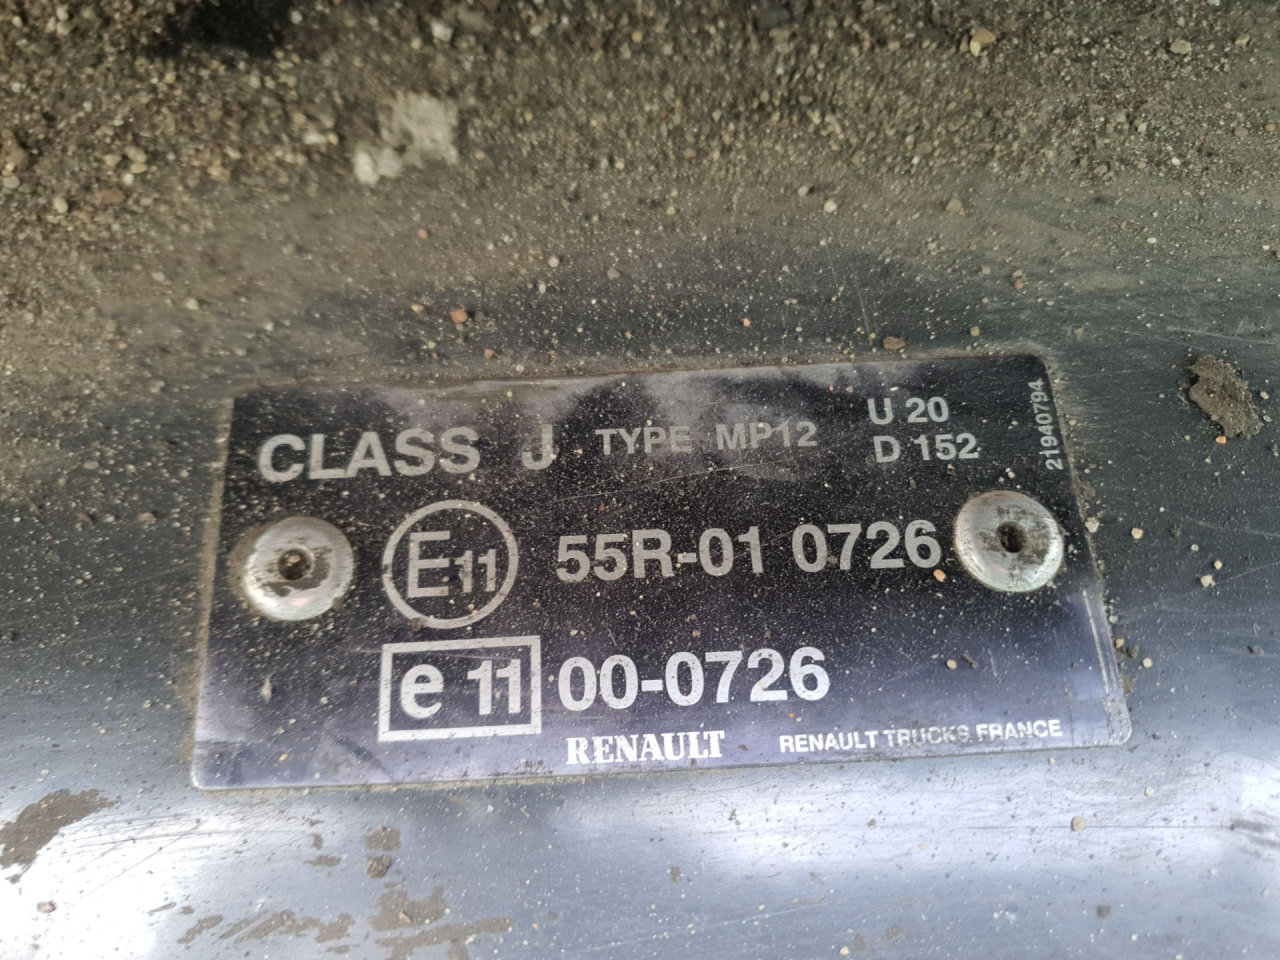 CLASS J TYPE MP12 U 20
D 152
21940794
E11 55R-01 0726
e 11 00-0726
RENAULT RENAULT TRUCKS FRANCE